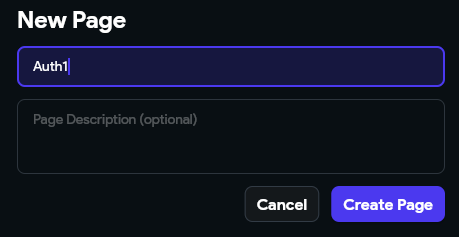 New Page
Auth1
Page Description (optional)
Cancel
Create Page